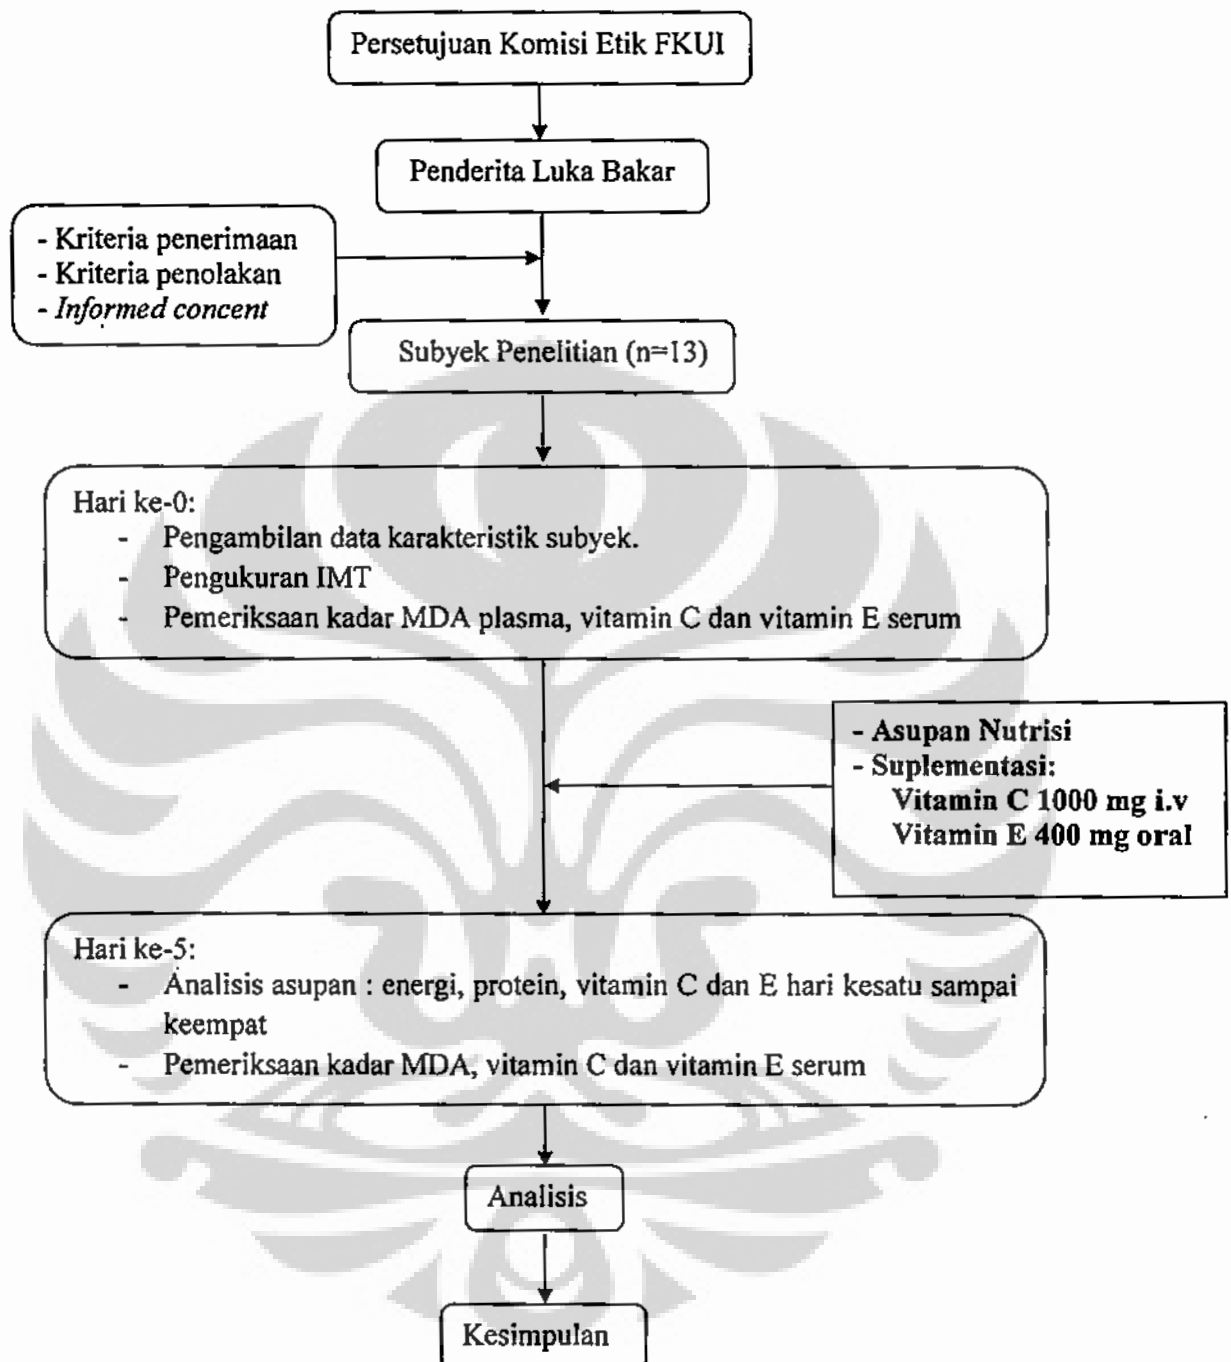 Persetujuan Komisi Etik FKUI
Penderita Luka Bakar
- Kriteria penerimaan
- Kriteria penolakan
- Informed concent
Subyek Penelitian (n=13)
Hari ke-0:
- Pengambilan data karakteristik subyek.
- Pengukuran IMT
- Pemeriksaan kadar MDA plasma, vitamin C dan vitamin E serum
- Asupan Nutrisi
- Suplementasi:
Vitamin C 1000 mg i.v
Vitamin E 400 mg oral
Hari ke-5:
- Analisis asupan : energi, protein, vitamin C dan E hari kesatu sampai
keempat
- Pemeriksaan kadar MDA, vitamin C dan vitamin E serum
Analisis
Kesimpulan